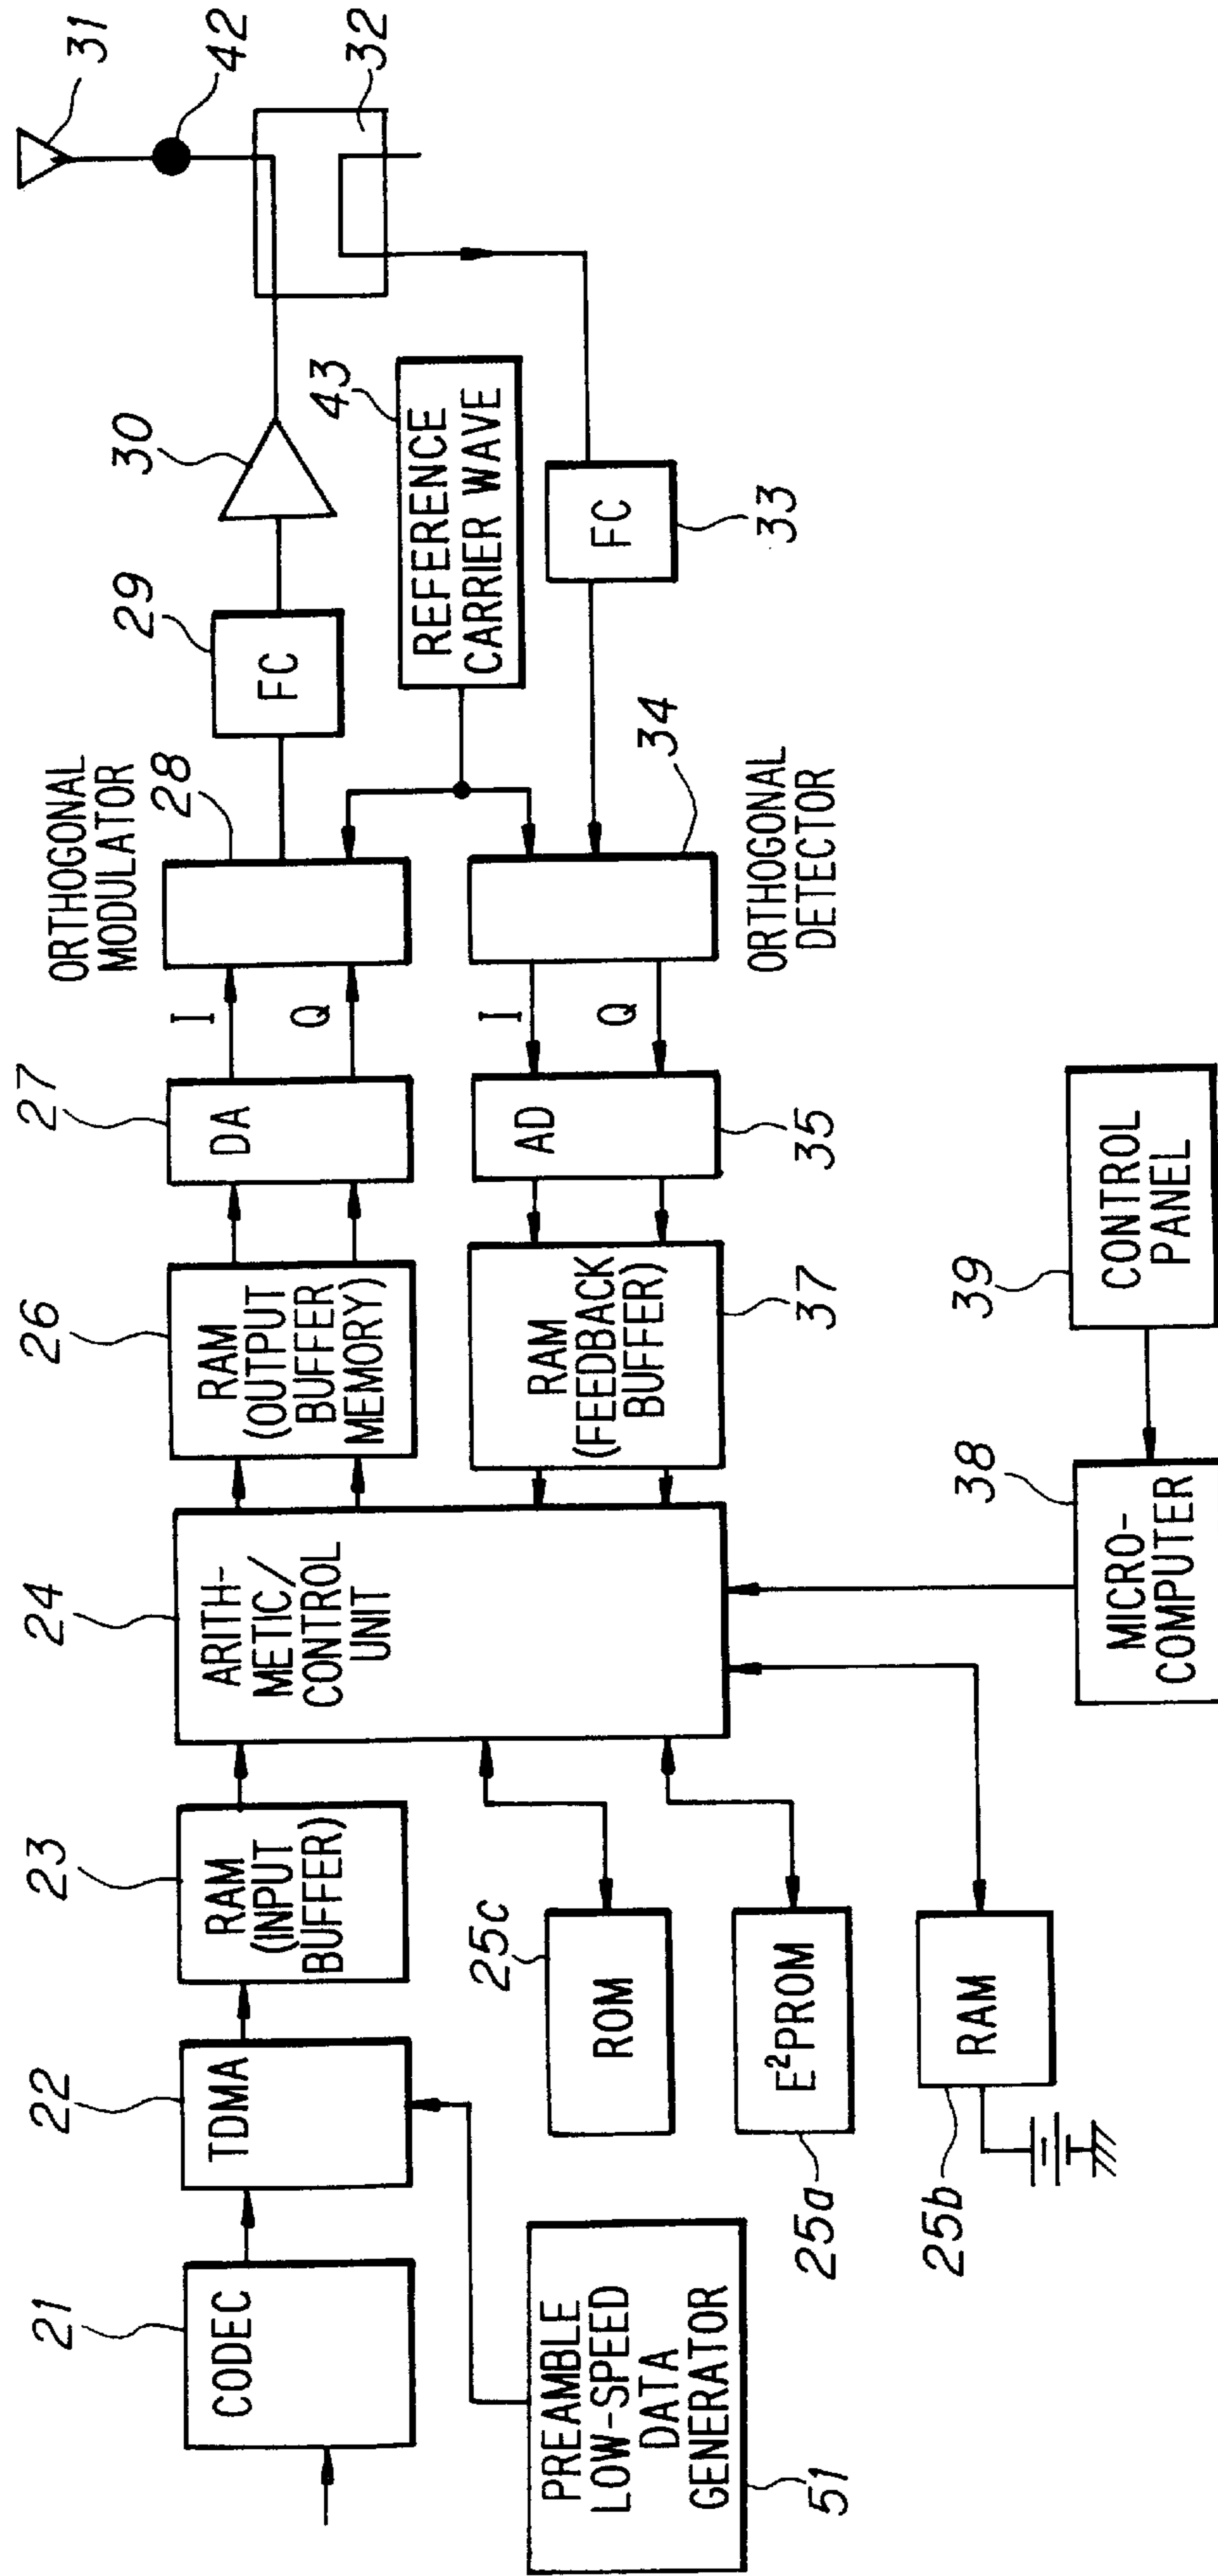 21
CODEC
22
TDMA
23
RAM
(INPUT
BUFFER)
24
ARITH-
METIC/
CONTROL
UNIT
26
RAM
(OUTPUT
BUFFER
MEMORY)
27
DA
I
Q
ORTHOGONAL
MODULATOR
28
29
FC
30
31
42
32
43
REFERENCE
CARRIER WAVE
FC
33
34
ORTHOGONAL
DETECTOR
I
Q
AD
35
RAM
(FEEDBACK
BUFFER)
37
PREAMBLE
LOW-SPEED
DATA
GENERATOR
51
25c
ROM
E²PROM
25a
RAM
25b
38
MICRO-
COMPUTER
39
CONTROL
PANEL